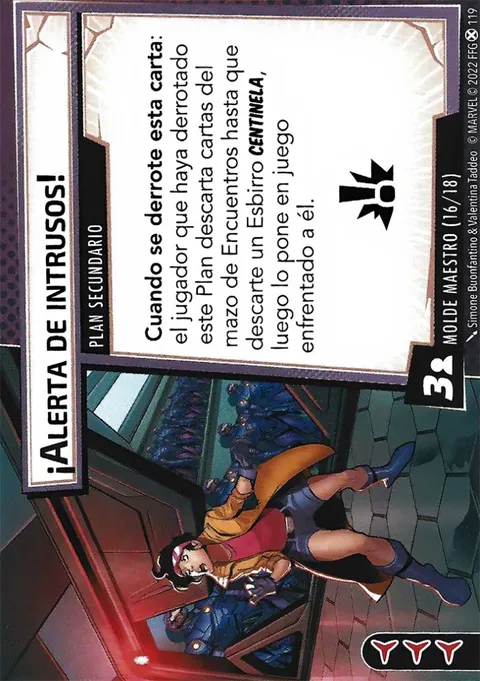 ¡ALERTA DE INTRUSOS!
PLAN SECUNDARIO
Cuando se derrote esta carta:
el jugador que haya derrotado
este Plan descarta cartas del
mazo de Encuentros hasta que
descarte un Esbirro CENTINELA,
luego lo pone en juego
enfrentado a él.
3
MOLDE MAESTRO (16/18)
Simone Buonfantino & Valentina Taddeo © MARVEL © 2022 FFG 119